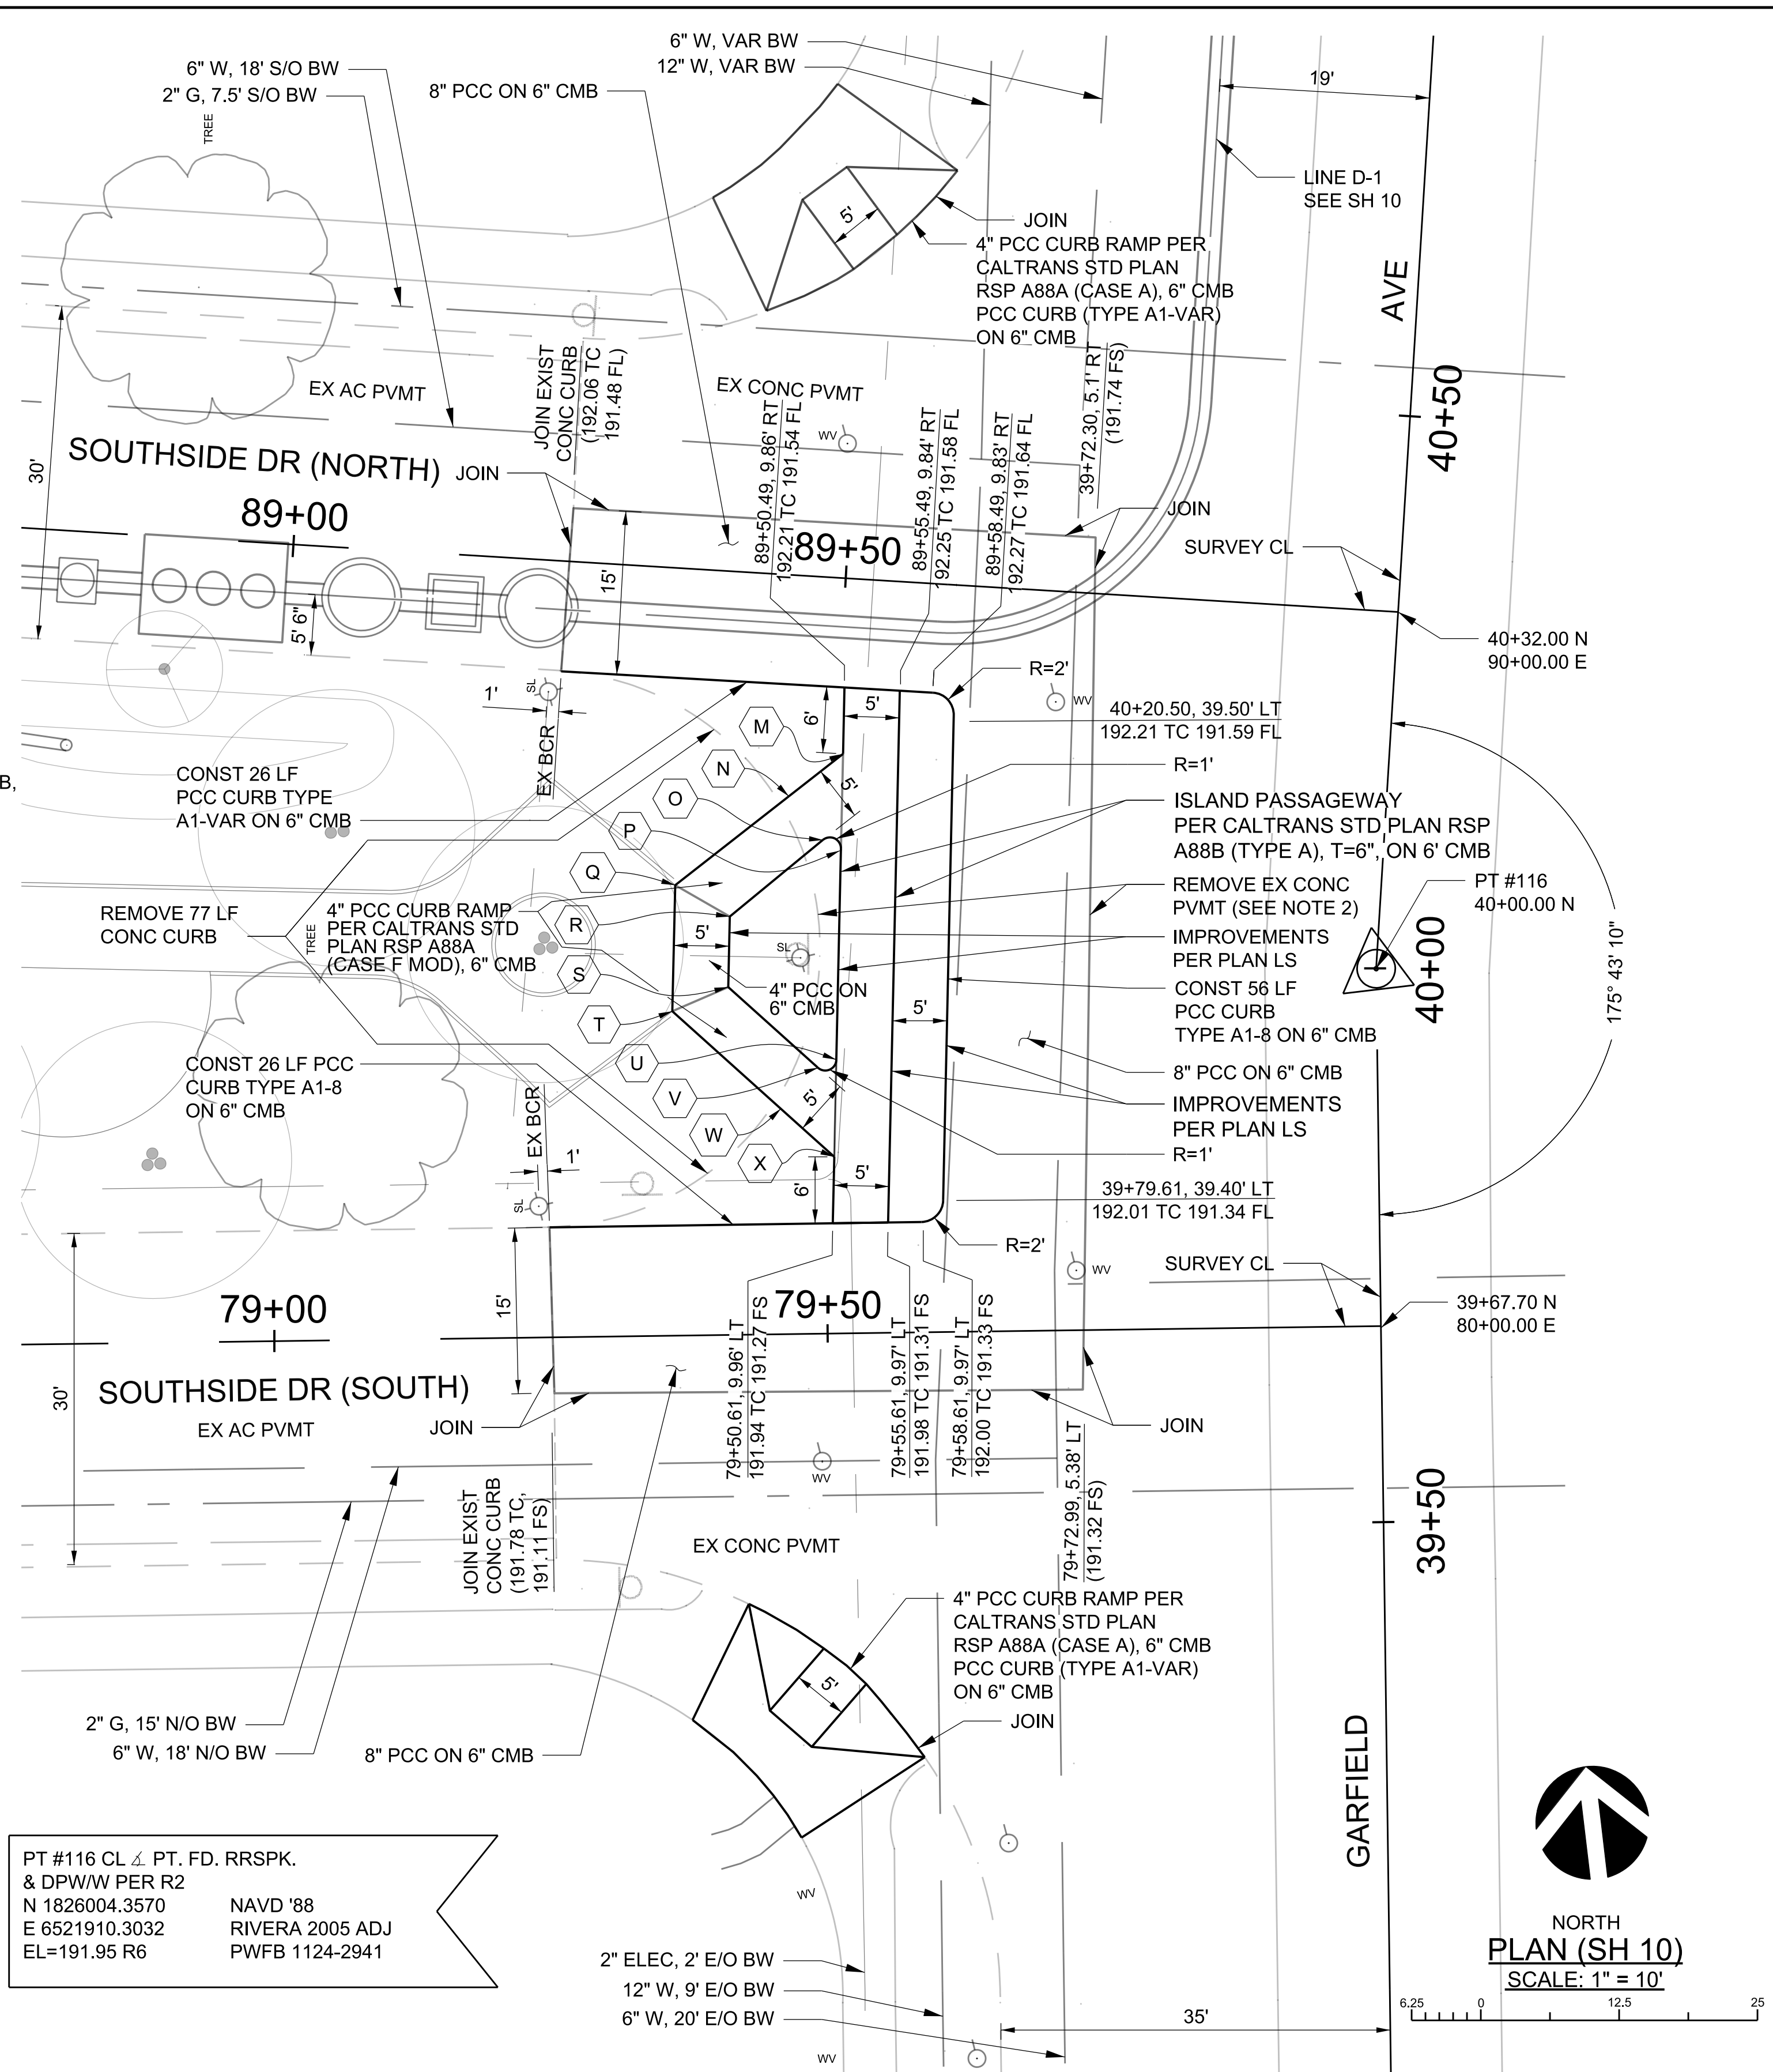 6" W, VAR BW
12" W, VAR BW
6" W, 18' S/O BW
2" G, 7.5' S/O BW
8" PCC ON 6" CMB
TREE
19'
LINE D-1
SEE SH 10
5'
JOIN
4" PCC CURB RAMP PER
CALTRANS STD PLAN
RSP A88A (CASE A), 6" CMB
PCC CURB (TYPE A1-VAR)
ON 6" CMB
AVE
JOIN EXIST
CONC CURB
(192.06 TC
191.48 FL)
EX AC PVMT
EX CONC PVMT
WV
89+50.49, 9.86' RT
192.21 TC 191.54 FL
89+55.49, 9.84' RT
192.25 TC 191.58 FL
89+58.49, 9.83' RT
192.27 TC 191.64 FL
39+72.30, 5.1' RT
(191.74 FS)
40+50
30'
SOUTHSIDE DR (NORTH)
JOIN
89+00
89+50
JOIN
SURVEY CL
15'
5' 6"
40+32.00 N
90+00.00 E
R=2'
1'
SL
EX BCR
6'
5'
M
N
O
P
Q
R
S
T
U
V
W
X
5'
WV
40+20.50, 39.50' LT
192.21 TC 191.59 FL
R=1'
B,
CONST 26 LF
PCC CURB TYPE
A1-VAR ON 6" CMB
ISLAND PASSAGEWAY
PER CALTRANS STD PLAN RSP
A88B (TYPE A), T=6", ON 6' CMB
REMOVE EX CONC
PVMT (SEE NOTE 2)
PT #116
40+00.00 N
REMOVE 77 LF
CONC CURB
TREE
4" PCC CURB RAMP
PER CALTRANS STD
PLAN RSP A88A
(CASE F MOD), 6" CMB
5'
SL
4" PCC ON
6" CMB
5'
IMPROVEMENTS
PER PLAN LS
CONST 56 LF
PCC CURB
TYPE A1-8 ON 6" CMB
40+00
175° 43' 10"
CONST 26 LF PCC
CURB TYPE A1-8
ON 6" CMB
8" PCC ON 6" CMB
IMPROVEMENTS
PER PLAN LS
R=1'
EX BCR
1'
SL
5'
6'
5'
39+79.61, 39.40' LT
192.01 TC 191.34 FL
R=2'
WV
SURVEY CL
39+67.70 N
80+00.00 E
79+00
79+50
15'
30'
SOUTHSIDE DR (SOUTH)
EX AC PVMT
JOIN
79+50.61, 9.96' LT
191.94 TC 191.27 FS
79+55.61, 9.97' LT
191.98 TC 191.31 FS
79+58.61, 9.97' LT
192.00 TC 191.33 FS
JOIN
79+72.99, 5.38' LT
(191.32 FS)
WV
JOIN EXIST
CONC CURB
(191.78 TC,
191.11 FS)
EX CONC PVMT
39+50
4" PCC CURB RAMP PER
CALTRANS STD PLAN
RSP A88A (CASE A), 6" CMB
PCC CURB (TYPE A1-VAR)
ON 6" CMB
5'
JOIN
2" G, 15' N/O BW
6" W, 18' N/O BW
8" PCC ON 6" CMB
GARFIELD
PT #116 CL PT. FD. RRSPK.
& DPW/W PER R2
N 1826004.3570 NAVD '88
E 6521910.3032 RIVERA 2005 ADJ
EL=191.95 R6 PWFB 1124-2941
WV
2" ELEC, 2' E/O BW
12" W, 9' E/O BW
6" W, 20' E/O BW
WV
35'
NORTH
PLAN (SH 10)
SCALE: 1" = 10'
6.25 0 12.5 25